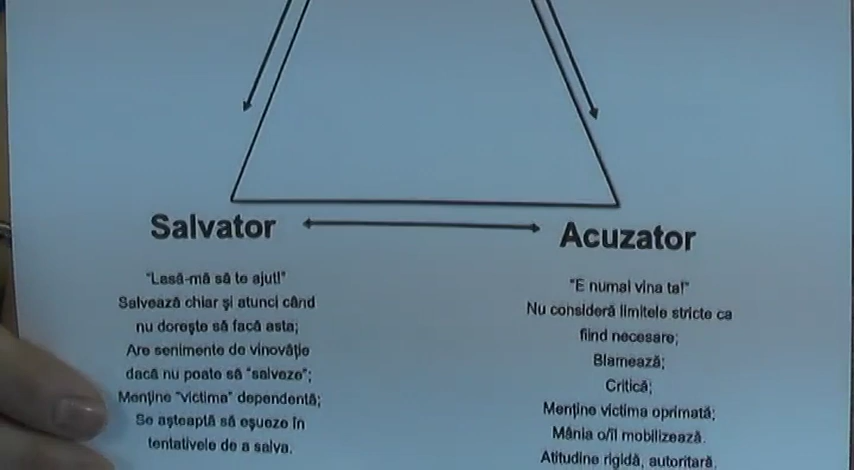 Salvator
"Lasă-mă să te ajut!"
Salvează chiar şi atunci când
nu doreşte să facă asta;
Are senimente de vinovăţie
dacă nu poate să "salveze";
Menţine "victima" dependentă;
Se aşteaptă să eşueze în
tentativele de a salva.
Acuzator
"E numai vina ta!"
Nu consideră limitele stricte ca
fiind necesare;
Blamează;
Critică;
Menţine victima oprimată;
Mânia o/îl mobilizează.
Atitudine rigidă, autoritară.